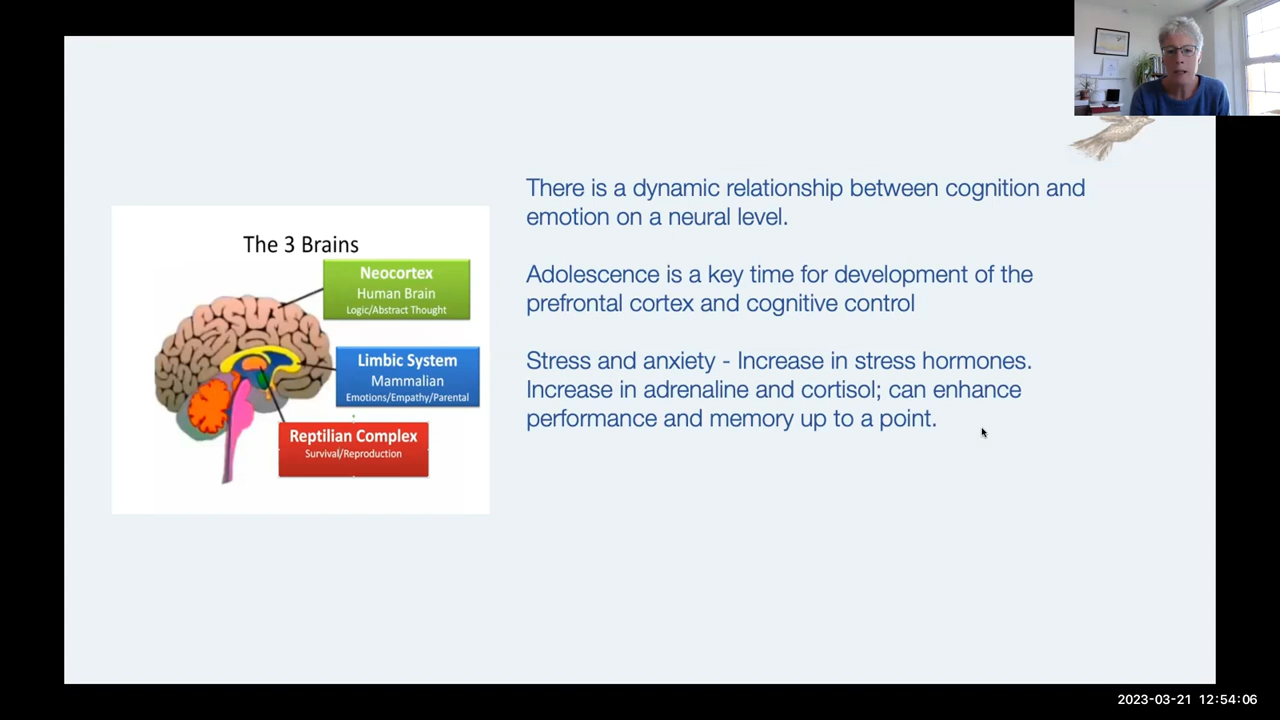 The 3 Brains
Neocortex
Human Brain
Logic/Abstract Thought
Limbic System
Mammalian
Emotions/Empathy/Parental
Reptilian Complex
Survival/Reproduction
There is a dynamic relationship between cognition and
emotion on a neural level.
Adolescence is a key time for development of the
prefrontal cortex and cognitive control
Stress and anxiety - Increase in stress hormones.
Increase in adrenaline and cortisol; can enhance
performance and memory up to a point.
2023-03-21 12:54:06